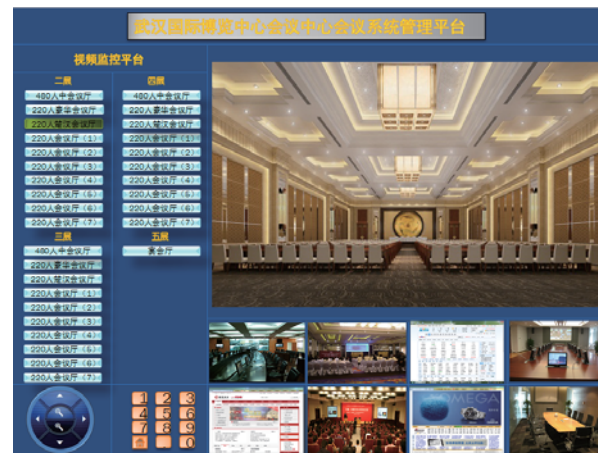 武汉国际博览中心会议中心会议系统管理平台
视频监控平台
二层
480人中会议厅
220人豪华会议厅
220人楚汉会议厅
220人会议厅（1）
220人会议厅（2）
220人会议厅（3）
220人会议厅（4）
220人会议厅（5）
220人会议厅（6）
220人会议厅（7）
四层
480人中会议厅
220人豪华会议厅
220人楚汉会议厅
220人会议厅（1）
220人会议厅（2）
220人会议厅（3）
220人会议厅（4）
220人会议厅（5）
220人会议厅（6）
220人会议厅（7）
三层
480人中会议厅
220人豪华会议厅
220人楚汉会议厅
220人会议厅（1）
220人会议厅（2）
220人会议厅（3）
220人会议厅（4）
220人会议厅（5）
220人会议厅（6）
220人会议厅（7）
五层
宴会厅
1 2 3
4 5 6
7 8 9
0
OMEGA